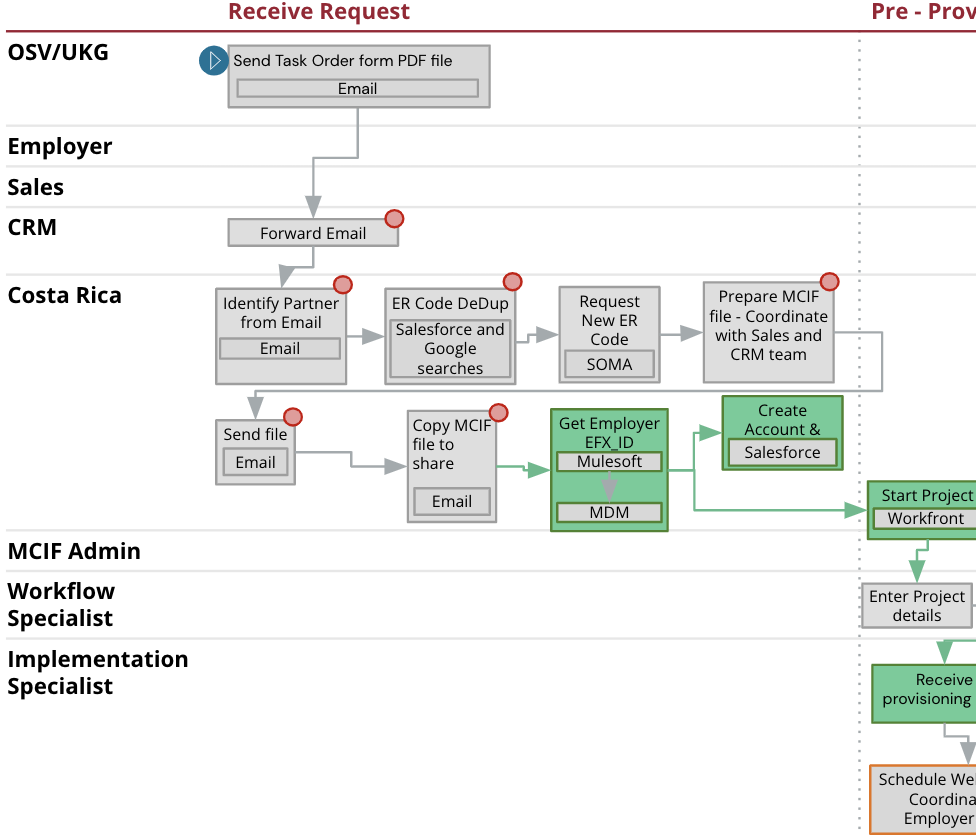 Receive Request
Pre - Prov
OSV/UKG
Send Task Order form PDF file
Email
Employer
Sales
CRM
Forward Email
Costa Rica
Identify Partner
from Email
Email
ER Code DeDup
Salesforce and
Google
searches
Request
New ER
Code
SOMA
Prepare MCIF
file - Coordinate
with Sales and
CRM team
Send file
Email
Copy MCIF
file to
share
Email
Get Employer
EFX_ID
Mulesoft
MDM
Create
Account &
Salesforce
Start Project
Workfront
MCIF Admin
Workflow
Specialist
Enter Project
details
Implementation
Specialist
Receive
provisioning
Schedule We
Coordina
Employer